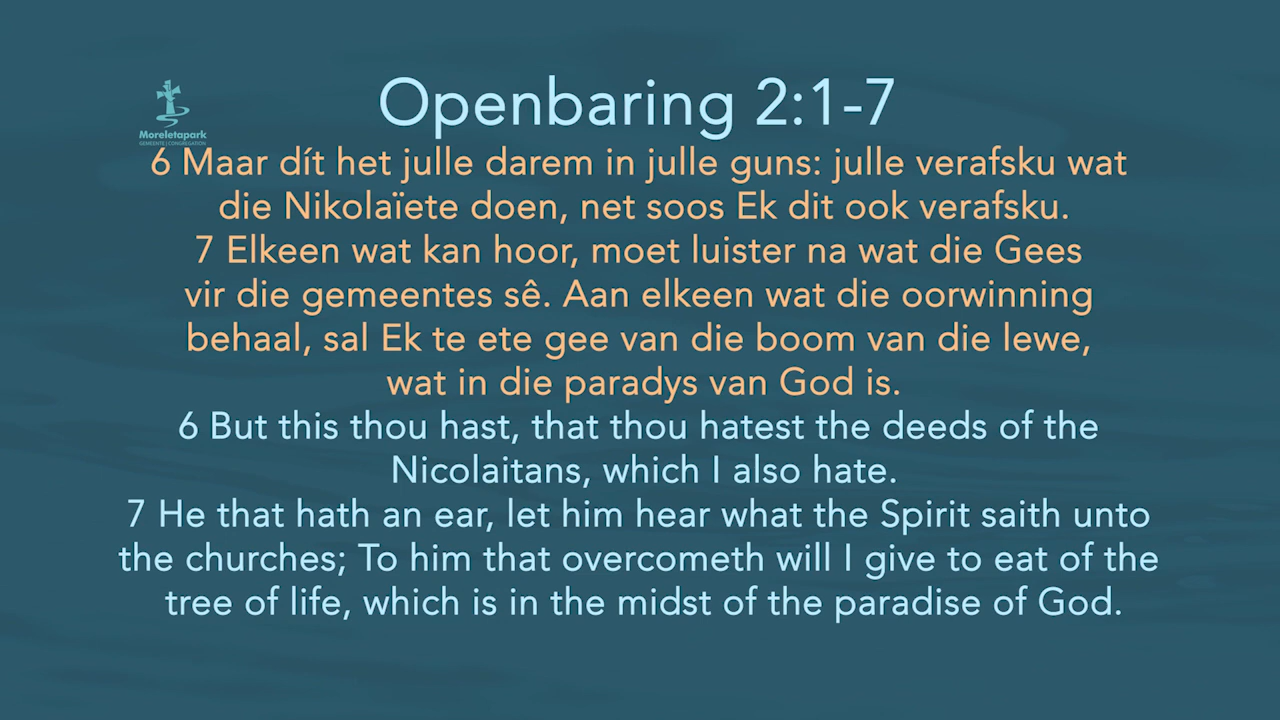 Openbaring 2:1-7
Moreletapark
GEMEENTE | CONGREGATION
6 Maar dít het julle darem in julle guns: julle verafsku wat
die Nikolaïete doen, net soos Ek dit ook verafsku.
7 Elkeen wat kan hoor, moet luister na wat die Gees
vir die gemeentes sê. Aan elkeen wat die oorwinning
behaal, sal Ek te ete gee van die boom van die lewe,
wat in die paradys van God is.
6 But this thou hast, that thou hatest the deeds of the
Nicolaitans, which I also hate.
7 He that hath an ear, let him hear what the Spirit saith unto
the churches; To him that overcometh will I give to eat of the
tree of life, which is in the midst of the paradise of God.